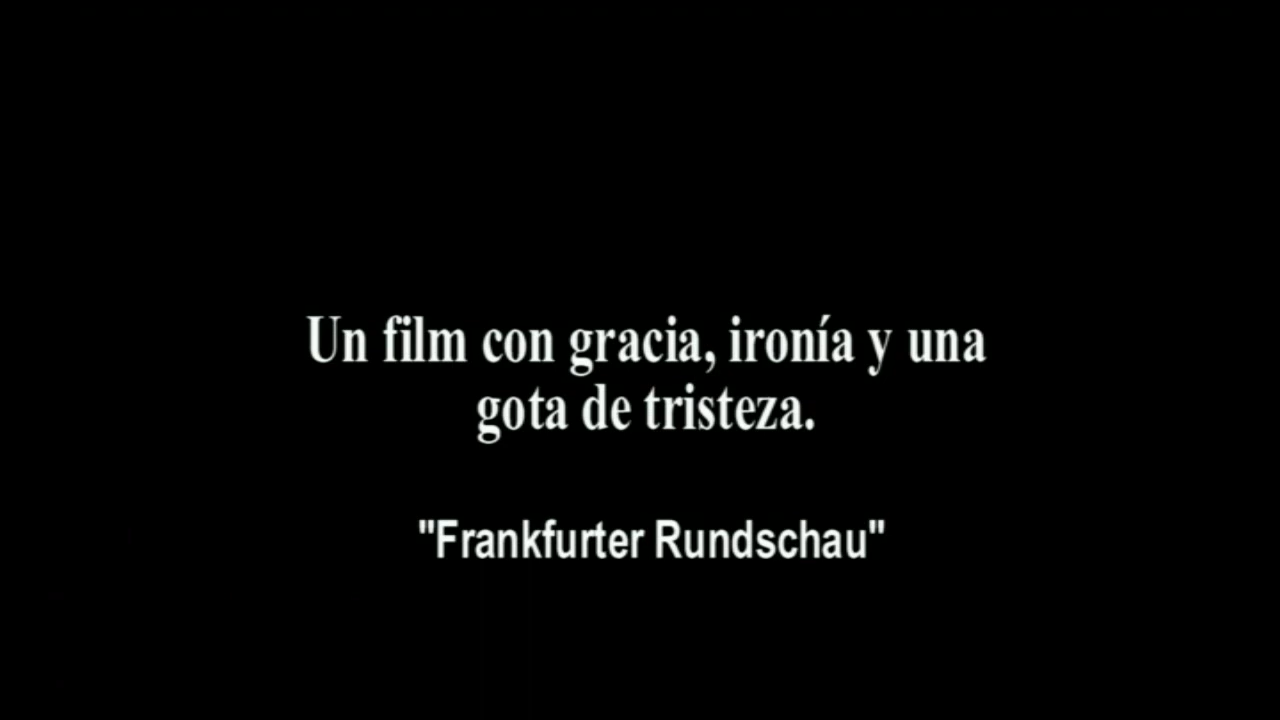 Un film con gracia, ironía y una
gota de tristeza.
"Frankfurter Rundschau"